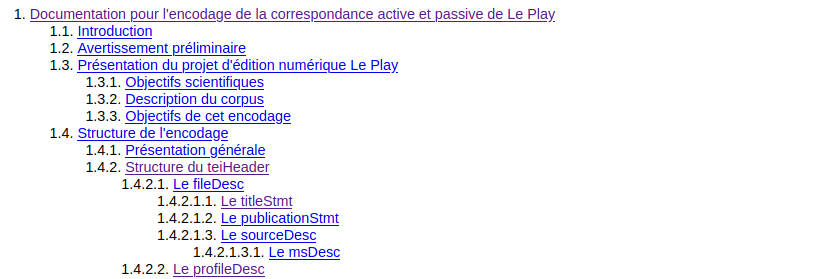 1. Documentation pour l'encodage de la correspondance active et passive de Le Play
1.1. Introduction
1.2. Avertissement préliminaire
1.3. Présentation du projet d'édition numérique Le Play
1.3.1. Objectifs scientifiques
1.3.2. Description du corpus
1.3.3. Objectifs de cet encodage
1.4. Structure de l'encodage
1.4.1. Présentation générale
1.4.2. Structure du teiHeader
1.4.2.1. Le fileDesc
1.4.2.1.1. Le titleStmt
1.4.2.1.2. Le publicationStmt
1.4.2.1.3. Le sourceDesc
1.4.2.1.3.1. Le msDesc
1.4.2.2. Le profileDesc